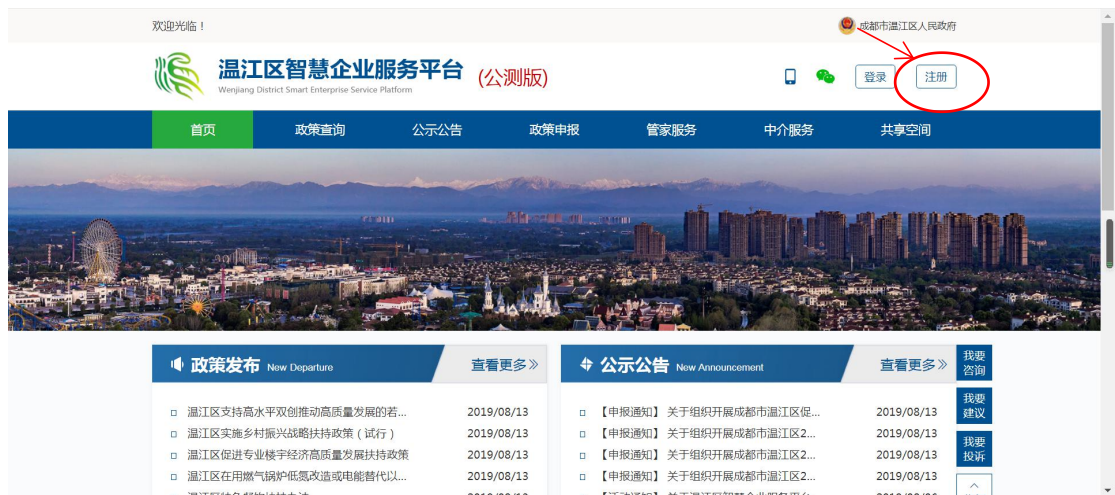 欢迎光临！
成都市温江区人民政府
温江区智慧企业服务平台 (公测版)
Wenjiang District Smart Enterprise Service Platform
登录 注册
首页 政策查询 公示公告 政策申报 管家服务 中介服务 共享空间
政策发布 New Departure 查看更多》
温江区支持高水平双创推动高质量发展的若... 2019/08/13
温江区实施乡村振兴战略扶持政策（试行） 2019/08/13
温江区促进专业楼宇经济高质量发展扶持政策 2019/08/13
温江区在用燃气锅炉低氮改造或电能替代以... 2019/08/13
公示公告 New Announcement 查看更多》
【申报通知】关于组织开展成都市温江区促... 2019/08/13
【申报通知】关于组织开展成都市温江区2... 2019/08/13
【申报通知】关于组织开展成都市温江区2... 2019/08/13
【申报通知】关于组织开展成都市温江区2... 2019/08/13
我要
咨询
我要
建议
我要
投诉